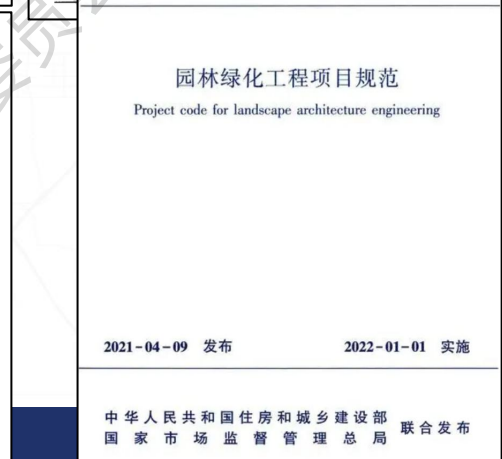 园林绿化工程项目规范
Project code for landscape architecture engineering
2021-04-09 发布 2022-01-01 实施
中华人民共和国住房和城乡建设部
国家市场监督管理总局
联合发布